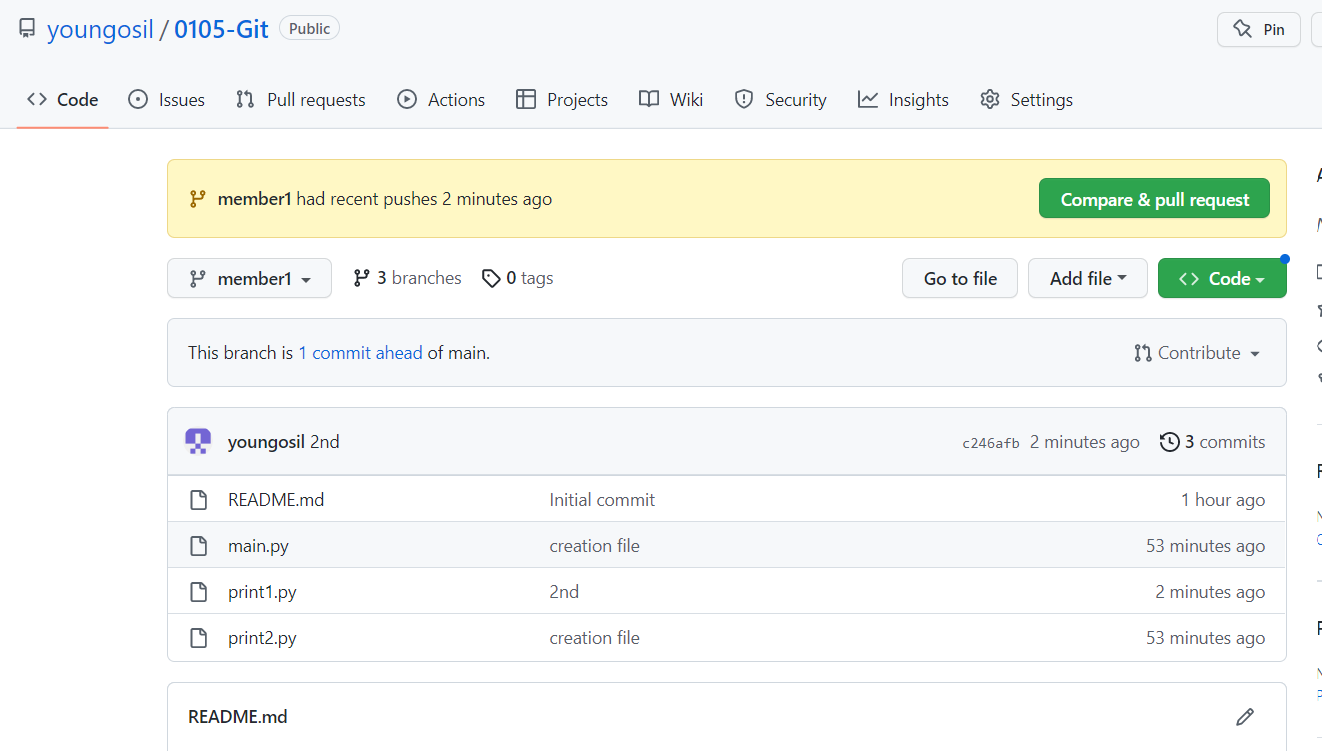 youngosil / 0105-Git Public
Pin
Code Issues Pull requests Actions Projects Wiki Security Insights Settings
member1 had recent pushes 2 minutes ago
Compare & pull request
member1 3 branches 0 tags
Go to file Add file Code
This branch is 1 commit ahead of main.
Contribute
youngosil 2nd c246afb 2 minutes ago 3 commits
README.md Initial commit 1 hour ago
main.py creation file 53 minutes ago
print1.py 2nd 2 minutes ago
print2.py creation file 53 minutes ago
README.md